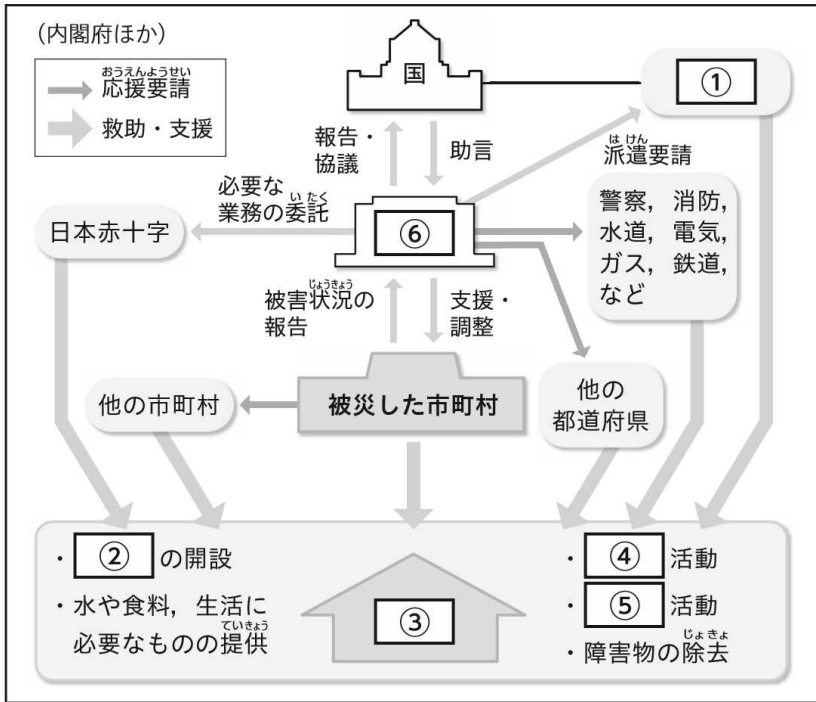 （内閣府ほか）
おうえんようせい
応援要請
救助・支援
国
①
報告・
協議
助言
はけん
派遣要請
必要な
業務の委託
いたく
日本赤十字
⑥
警察，消防，
水道，電気，
ガス，鉄道，
など
じょうきょう
被害状況の
報告
支援・
調整
他の市町村
被災した市町村
他の
都道府県
・②の開設
・水や食料，生活に
ていきょう
必要なものの提供
③
・④活動
・⑤活動
じょきょ
・障害物の除去